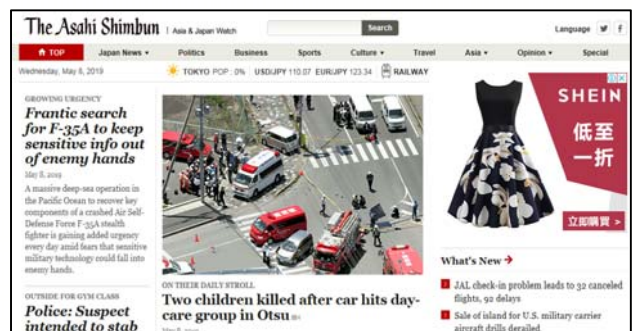 The Asahi Shimbun | Asia & Japan Watch
Search
Language
TOP Japan News Politics Business Sports Culture Travel Asia Opinion Special
Wednesday, May 8, 2019
TOKYO POP : 0% USD/JPY 110.07 EUR/JPY 123.34 RAILWAY
GROWING URGENCY
Frantic search
for F-35A to keep
sensitive info out
of enemy hands
May 8, 2019
A massive deep-sea operation in
the Pacific Ocean to recover key
components of a crashed Air Self-
Defense Force F-35A stealth
fighter is gaining added urgency
every day amid fears that sensitive
military technology could fall into
enemy hands.
OUTSIDE FOR GYM CLASS
Police: Suspect
intended to stab
ON THEIR DAILY STROLL
Two children killed after car hits day-
care group in Otsu
May 8, 2019
SHEIN
低至
一折
立即購買 >
What's New
JAL check-in problem leads to 32 canceled
flights, 92 delays
Sale of island for U.S. military carrier
aircraft drills derailed